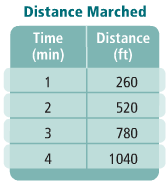 Distance Marched
Time Distance
(min) (ft)
1 260
2 520
3 780
4 1040